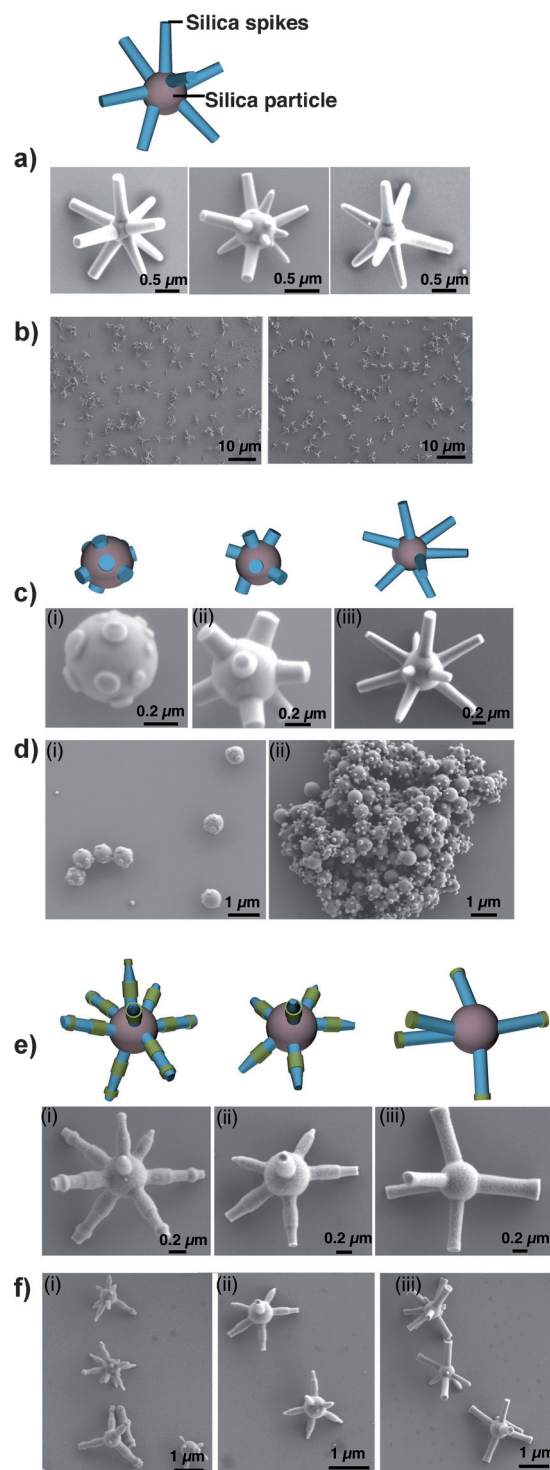 Silica spikes
Silica particle
a)
0.5 µm 0.5 µm 0.5 µm
b)
10 µm 10 µm
c)
(i) (ii) (iii)
0.2 µm 0.2 µm 0.2 µm
d)
(i) (ii)
1 µm 1 µm
e)
(i) (ii) (iii)
0.2 µm 0.2 µm 0.2 µm
f)
(i) (ii) (iii)
1 µm 1 µm 1 µm